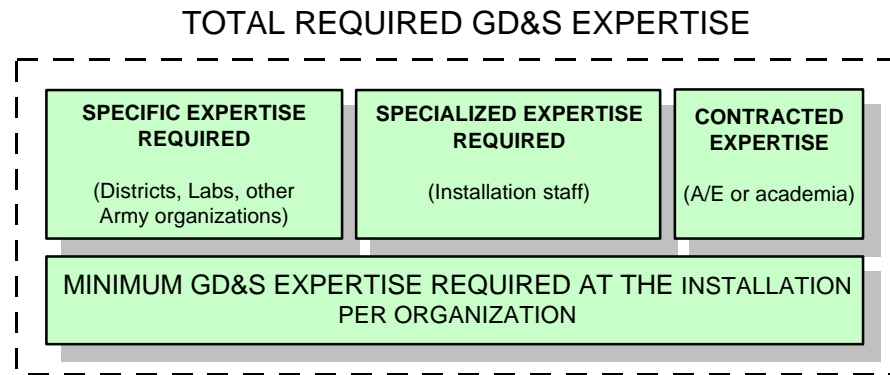 TOTAL REQUIRED GD&S EXPERTISE
SPECIFIC EXPERTISE
REQUIRED
(Districts, Labs, other
Army organizations)
SPECIALIZED EXPERTISE
REQUIRED
(Installation staff)
CONTRACTED
EXPERTISE
(A/E or academia)
MINIMUM GD&S EXPERTISE REQUIRED AT THE INSTALLATION
PER ORGANIZATION